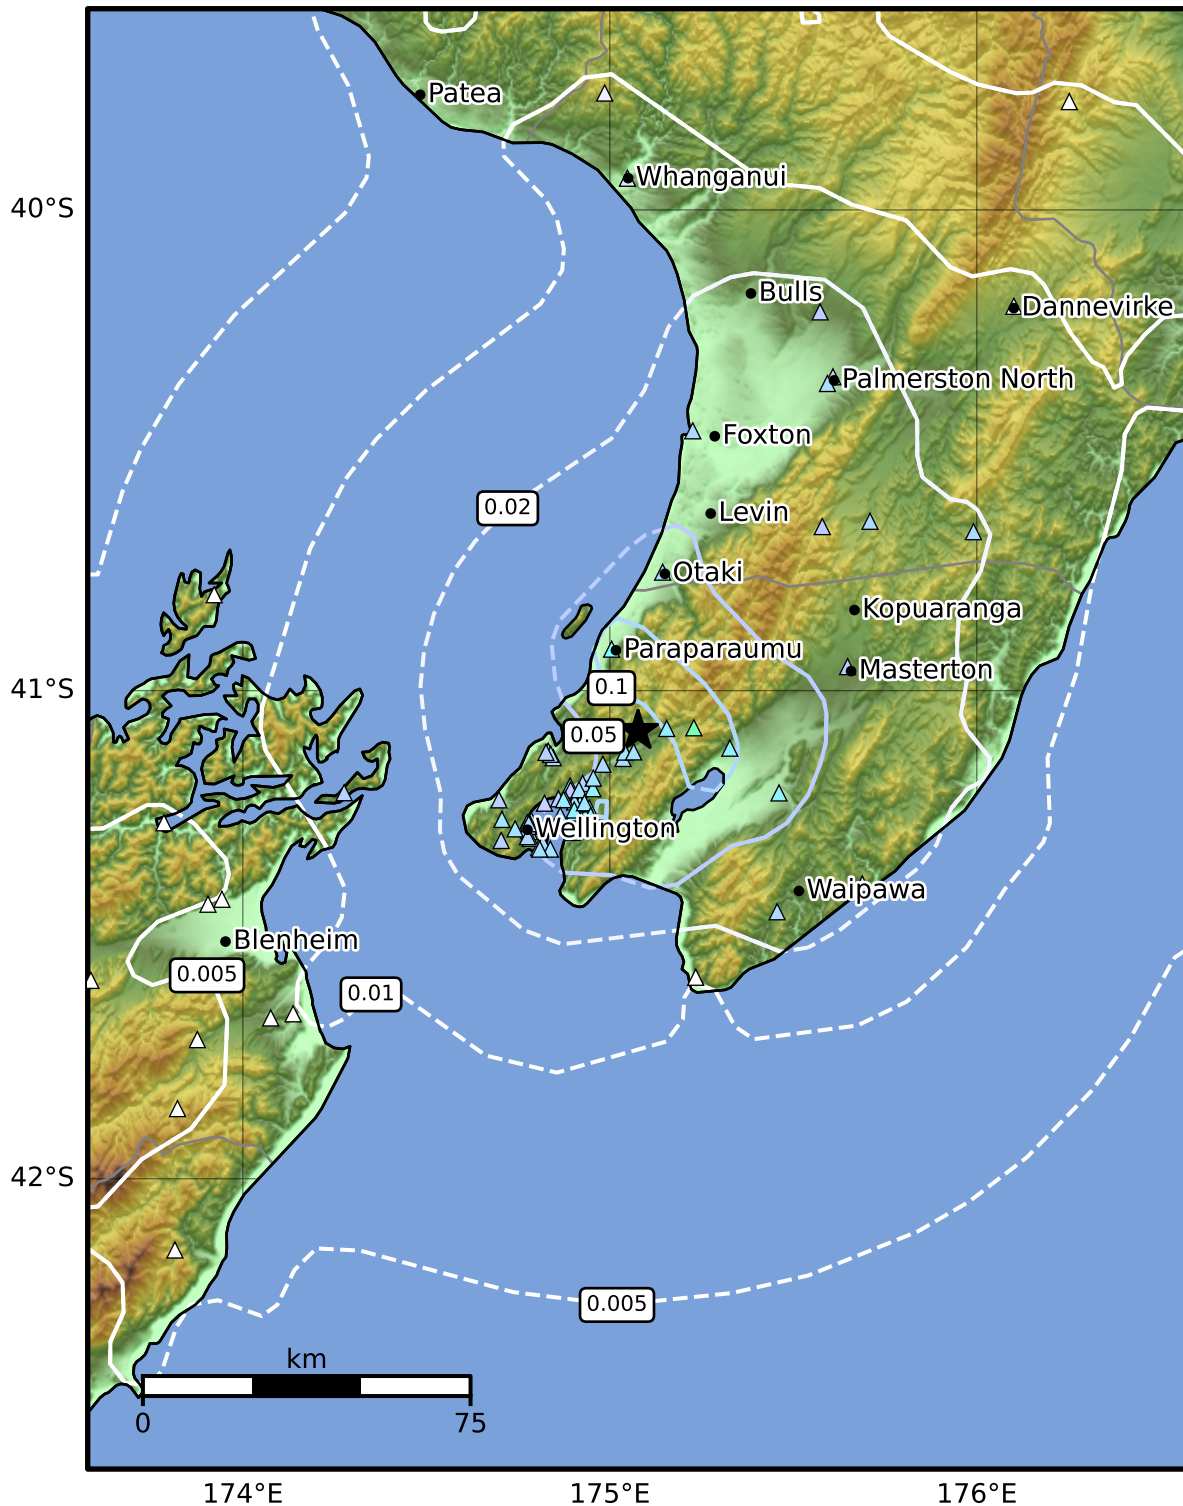 Patea
Whanganui
40°S
Bulls
Dannevirke
Palmerston North
Foxton
0.02
Levin
Otaki
Kopuaranga
Paraparaumu
Masterton
41°S
0.1
0.05
Wellington
Waipawa
Blenheim
0.005
0.01
42°S
0.005
km
0
75
174°E
175°E
176°E